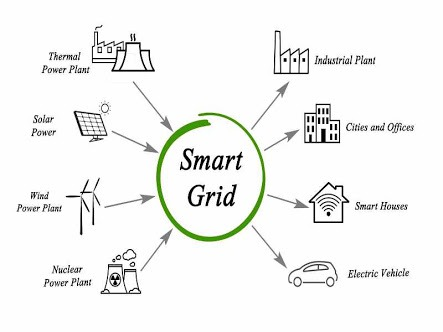 Thermal
Power Plant
Industrial Plant
Solar
Power
Cities and Offices
Smart
Grid
Wind
Power Plant
Smart Houses
Nuclear
Power Plant
Electric Vehicle